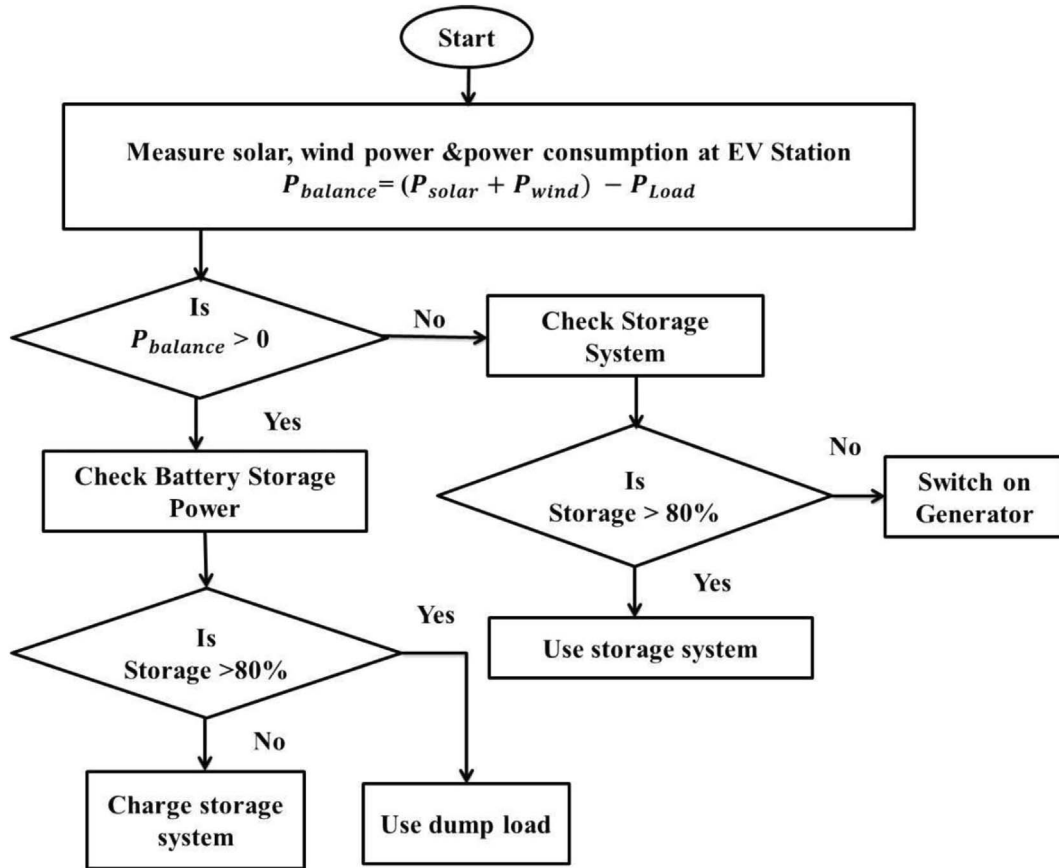 Start
Measure solar, wind power &power consumption at EV Station
P_balance= (P_solar + P_wind) − P_Load
Is
P_balance > 0
No
Check Storage
System
Yes
Check Battery Storage
Power
Is
Storage > 80%
No
Switch on
Generator
Yes
Use storage system
Is
Storage >80%
Yes
No
Charge storage
system
Use dump load